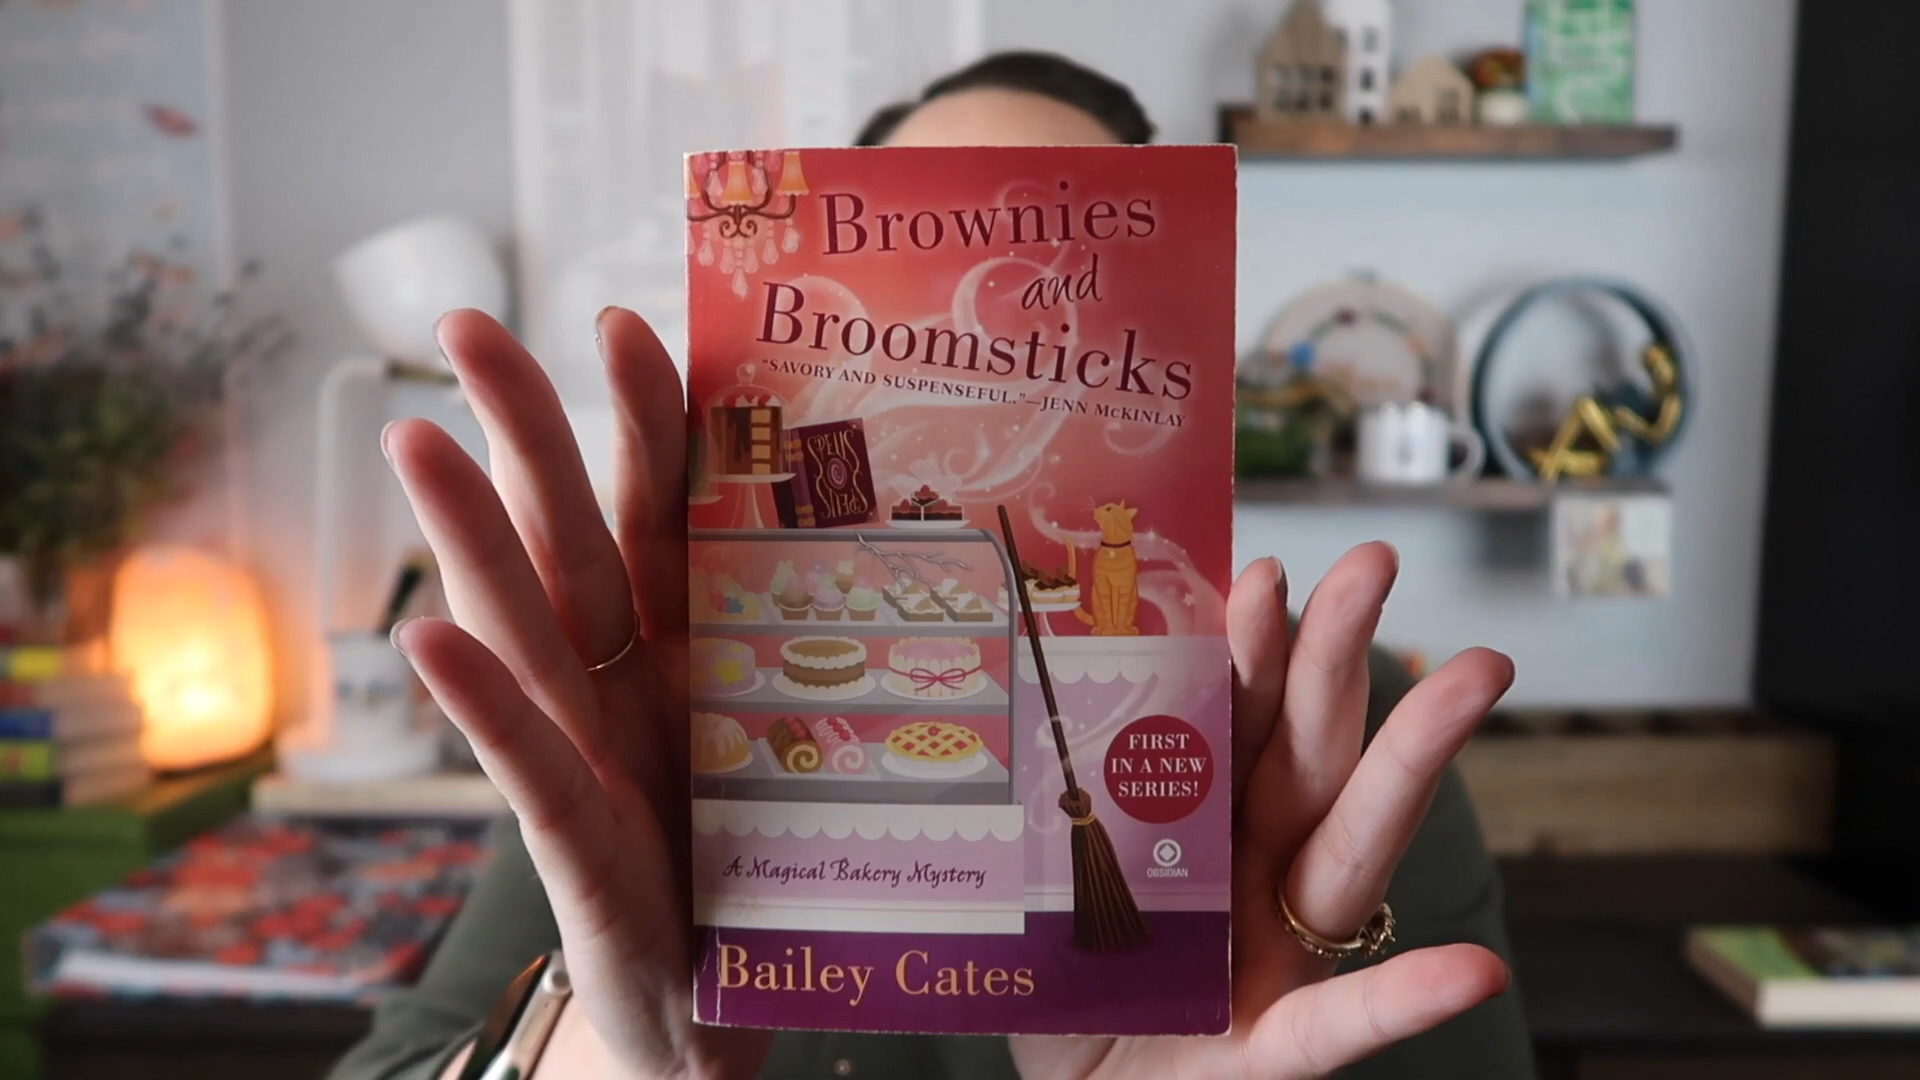 Brownies
and
Broomsticks
"SAVORY AND SUSPENSEFUL."—JENN McKINLAY
SPELLS
SPELLS
FIRST
IN A NEW
SERIES!
OBSIDIAN
A Magical Bakery Mystery
Bailey Cates